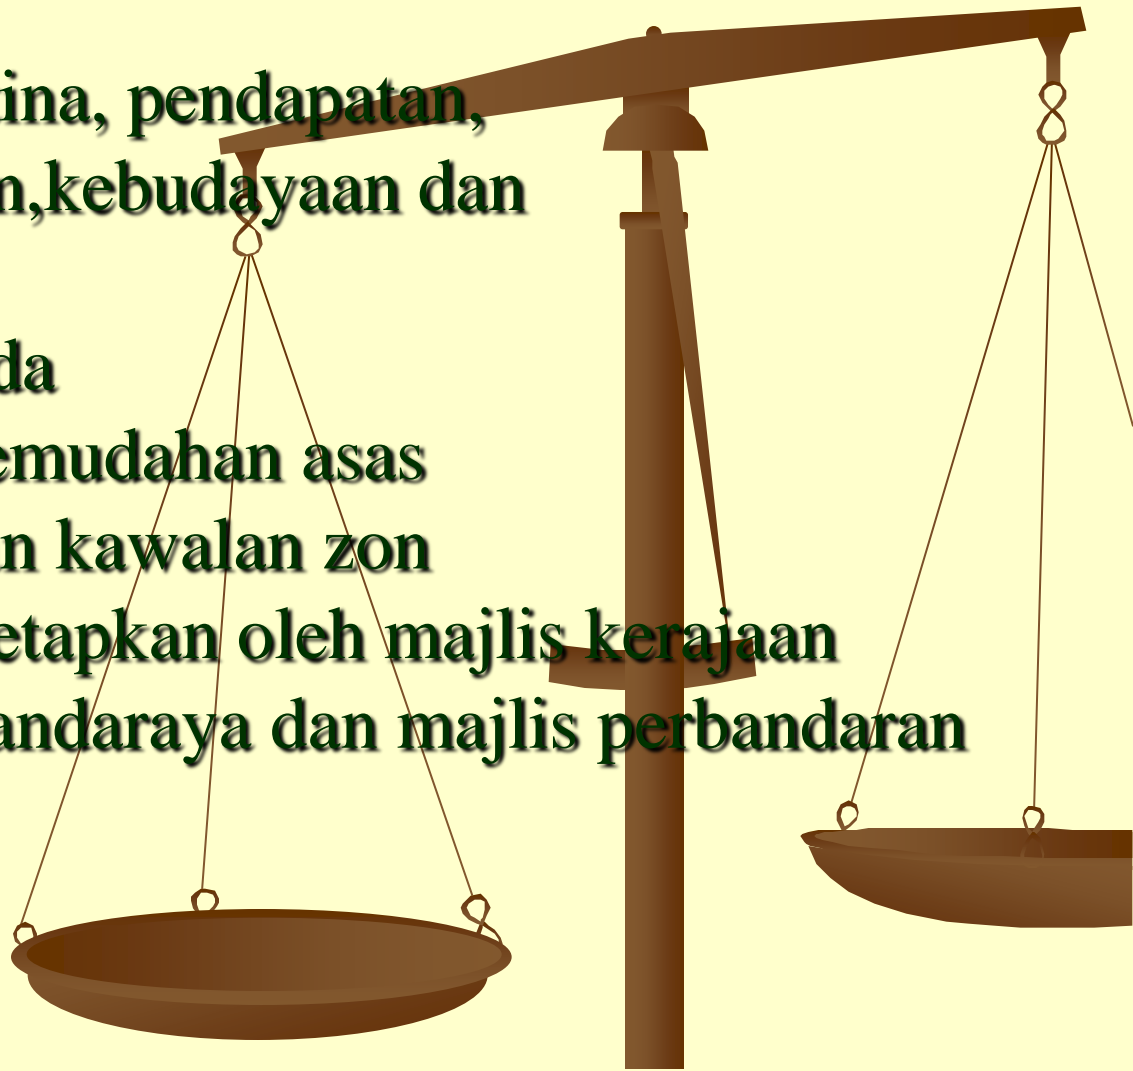 ina, pendapatan,
n,kebudayaan dan
da
emudahan asas
n kawalan zon
etapkan oleh majlis kerajaan
andaraya dan majlis perbandaran